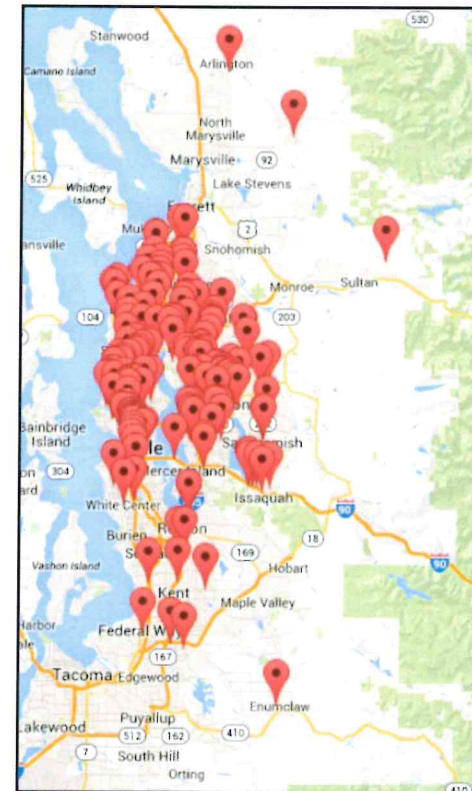 530
Stanwood
Arlington
Camano Island
North
Marysville
Marysville
92
525
Lake Stevens
Whidbey
Island
2
Snohomish
Monroe
Sultan
104
203
Bainbridge
Island
304
Mercer Island
Issaquah
White Center
90
Burien
18
90
169
Vashon Island
Hobart
Kent
Maple Valley
Federal Way
167
Tacoma
Edgewood
Enumclaw
Puyallup
410
Lakewood
512
162
7
South Hill
Orting
410